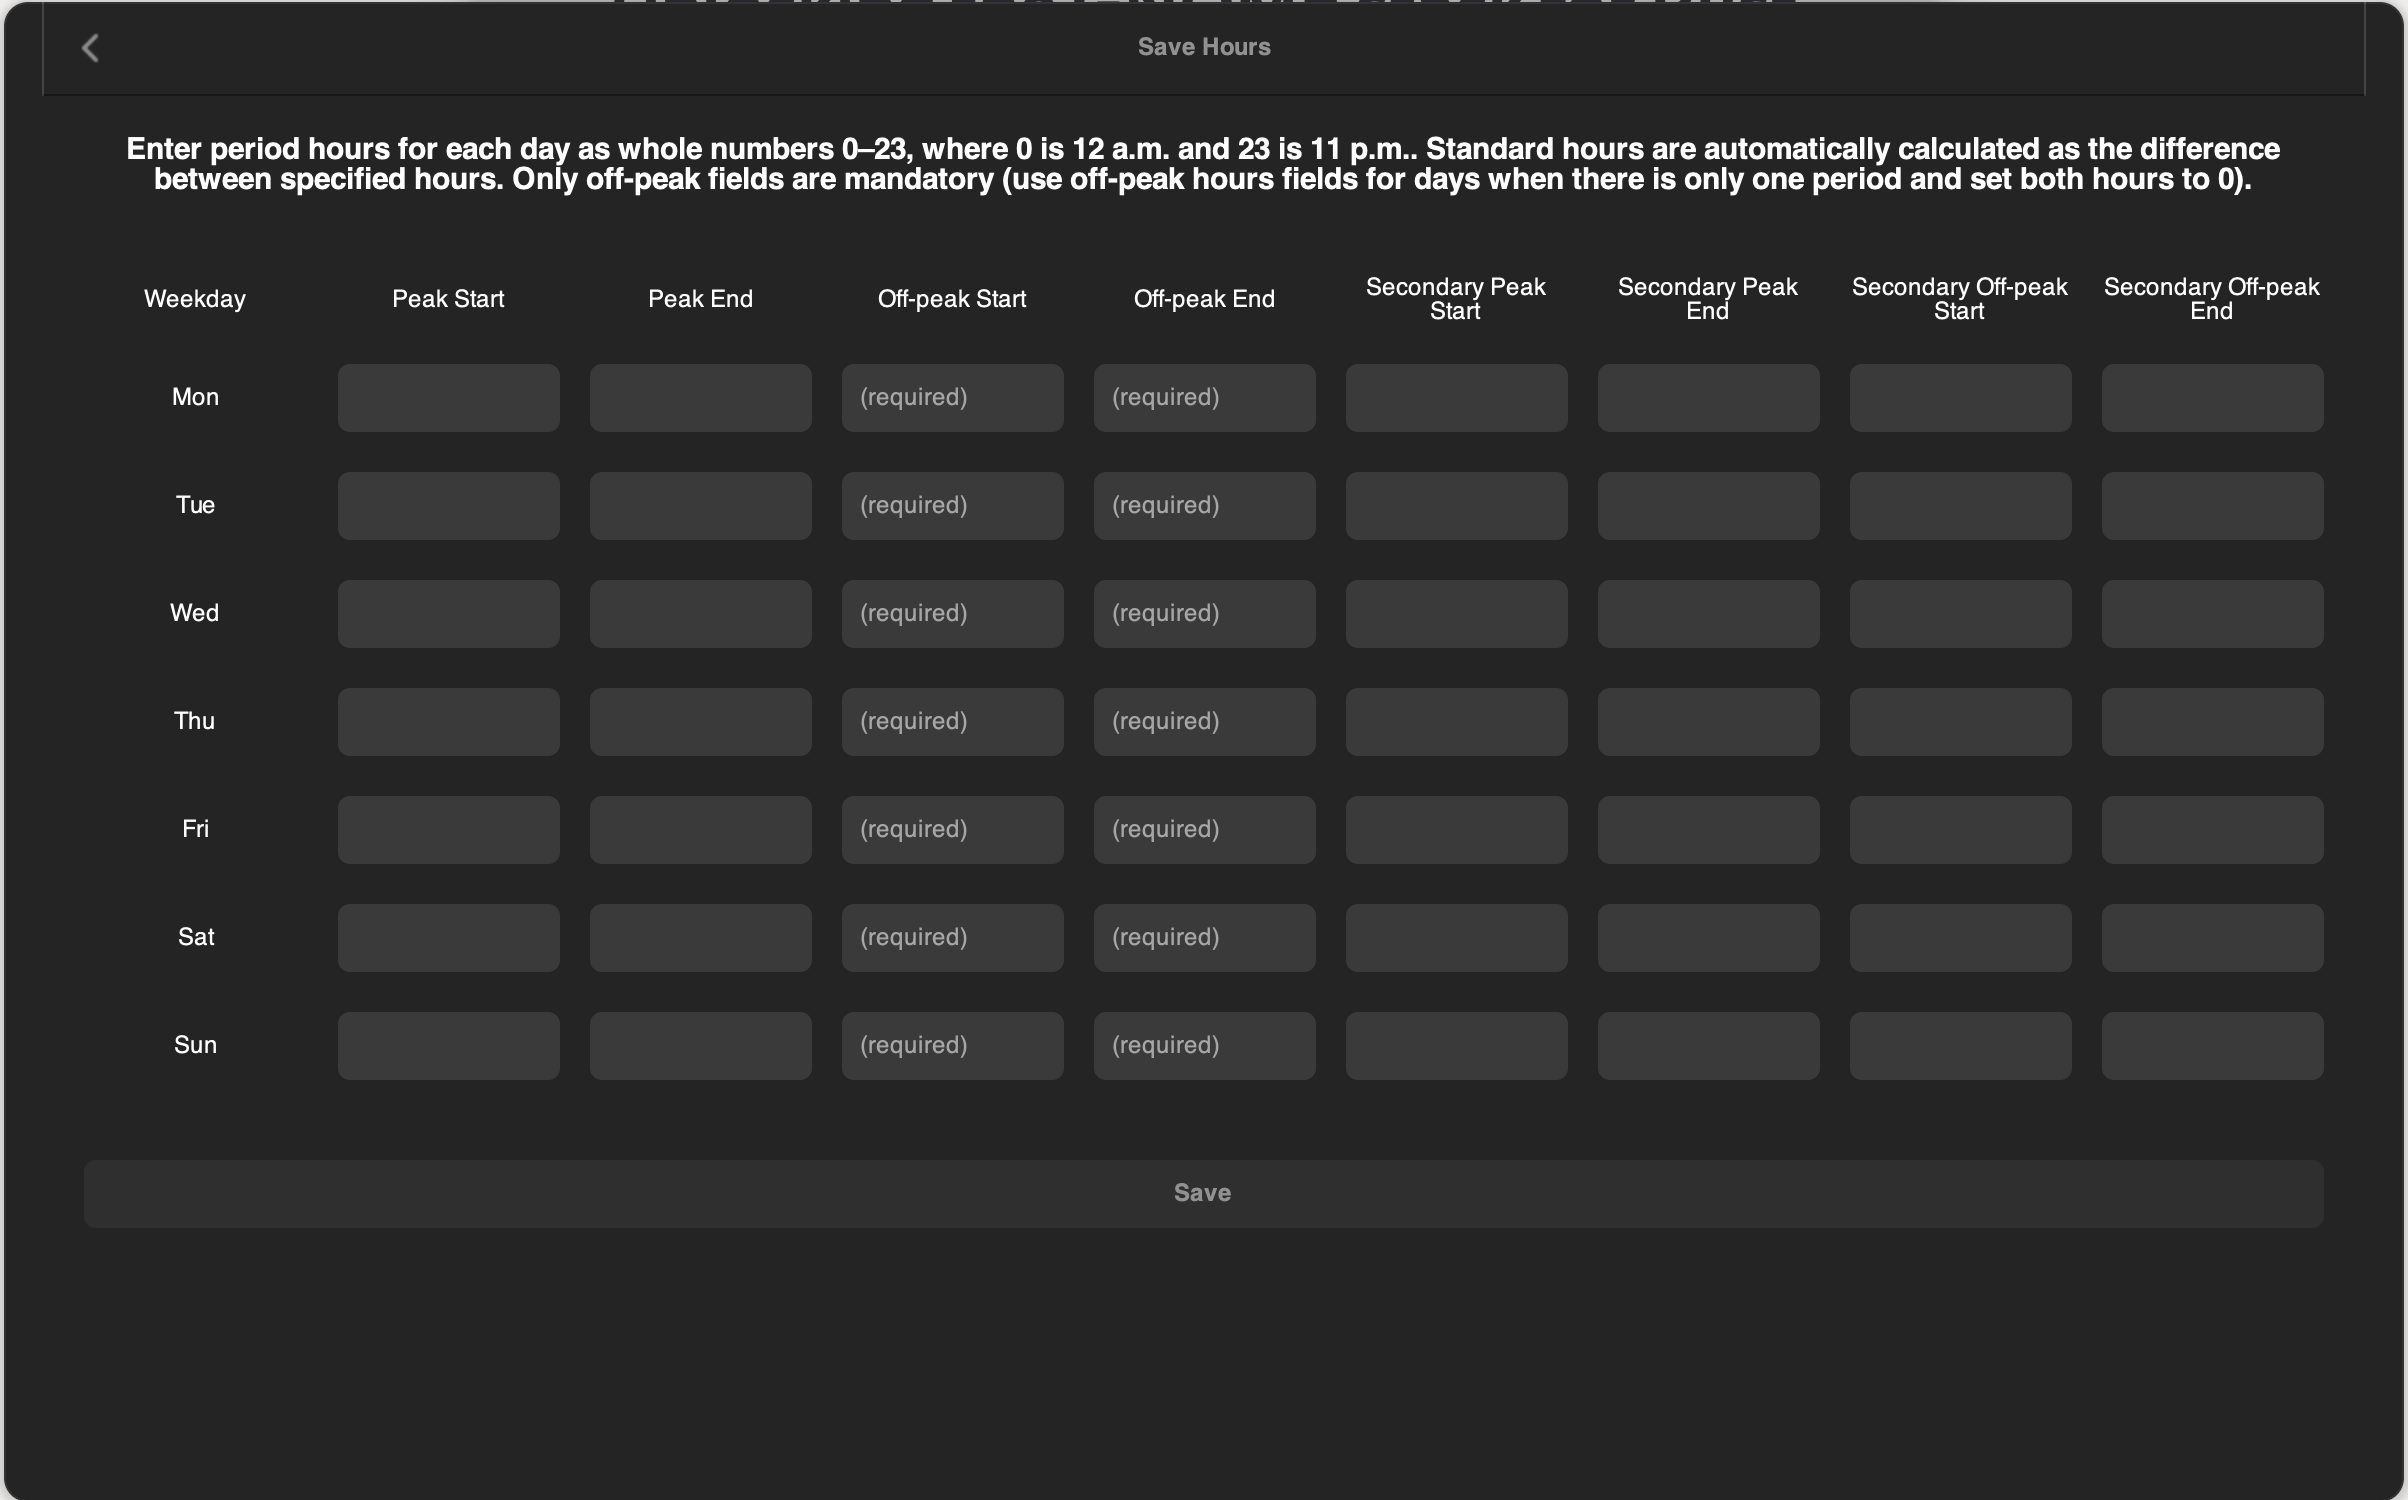 Save Hours
Enter period hours for each day as whole numbers 0–23, where 0 is 12 a.m. and 23 is 11 p.m.. Standard hours are automatically calculated as the difference
between specified hours. Only off-peak fields are mandatory (use off-peak hours fields for days when there is only one period and set both hours to 0).
Weekday Peak Start Peak End Off-peak Start Off-peak End Secondary Peak Start Secondary Peak End Secondary Off-peak Start Secondary Off-peak End
Mon (required) (required)
Tue (required) (required)
Wed (required) (required)
Thu (required) (required)
Fri (required) (required)
Sat (required) (required)
Sun (required) (required)
Save